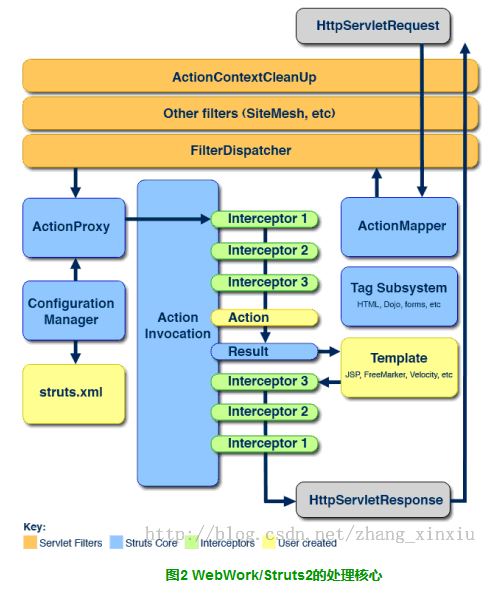 HttpServletRequest
ActionContextCleanUp
Other filters (SiteMesh, etc)
FilterDispatcher
ActionProxy
ActionMapper
Configuration
Manager
struts.xml
Action
Invocation
Interceptor 1
Interceptor 2
Interceptor 3
Action
Result
Interceptor 3
Interceptor 2
Interceptor 1
Tag Subsystem
HTML, Dojo, forms, etc
Template
JSP, FreeMarker, Velocity, etc
HttpServletResponse
Key:
Servlet Filters
Struts Core
Interceptors
User created
http://blog.csdn.net/zhang_xinxiu
图2 WebWork/Struts2的处理核心